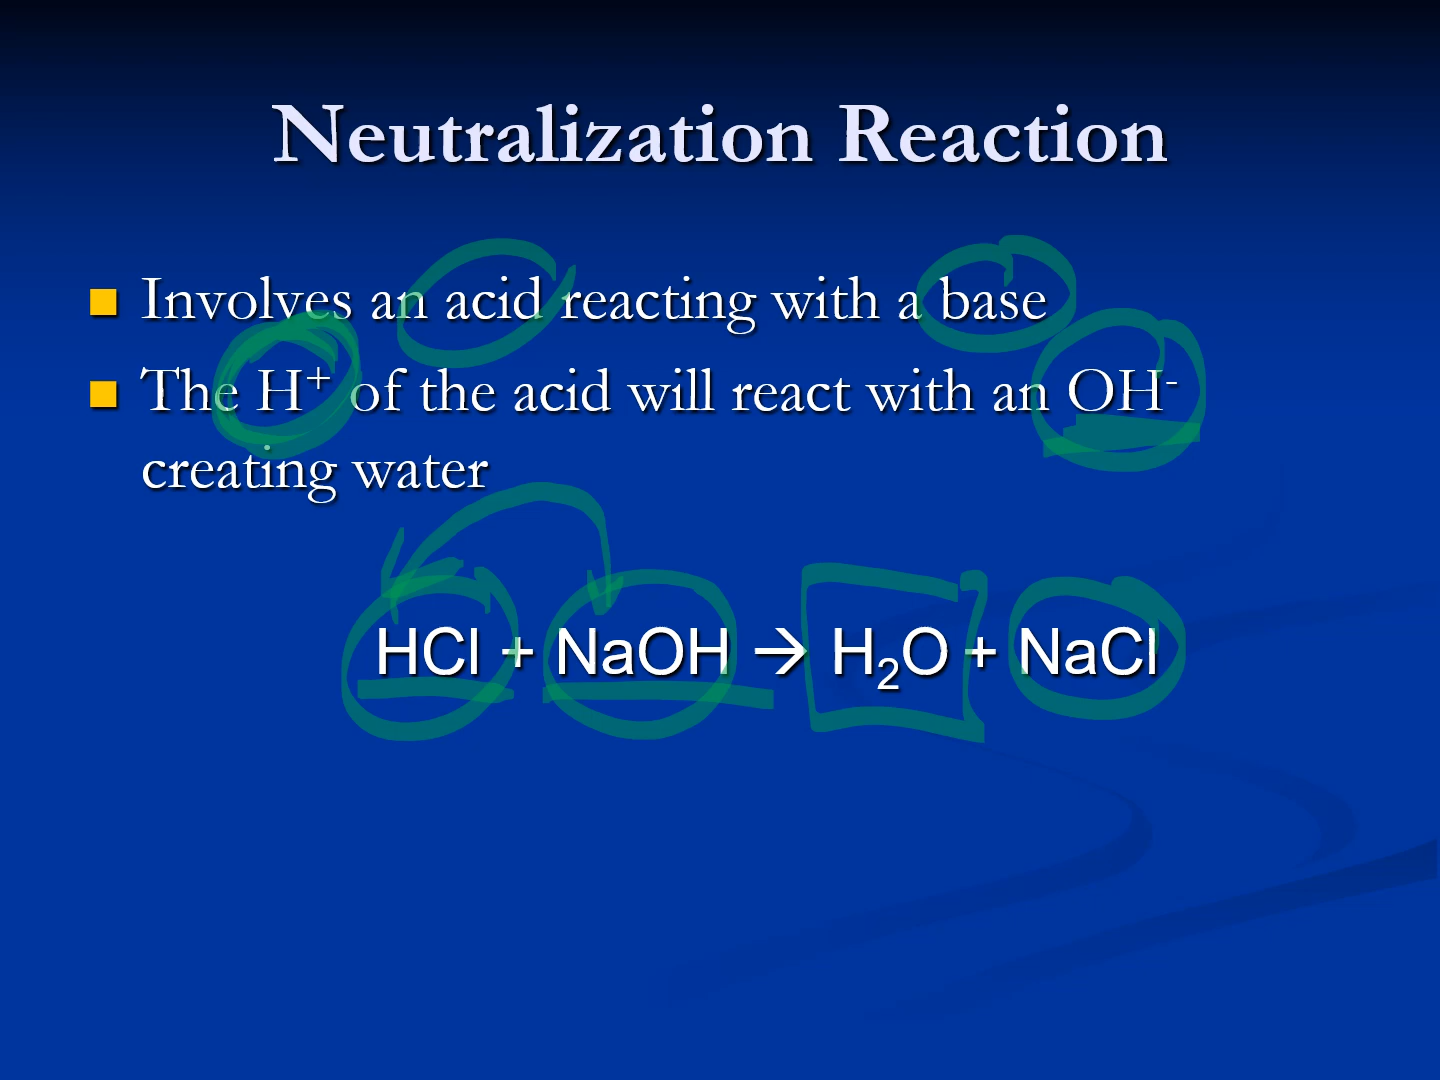 Neutralization Reaction
Involves an acid reacting with a base
The H⁺ of the acid will react with an OH⁻
creating water
HCl + NaOH → H₂O + NaCl